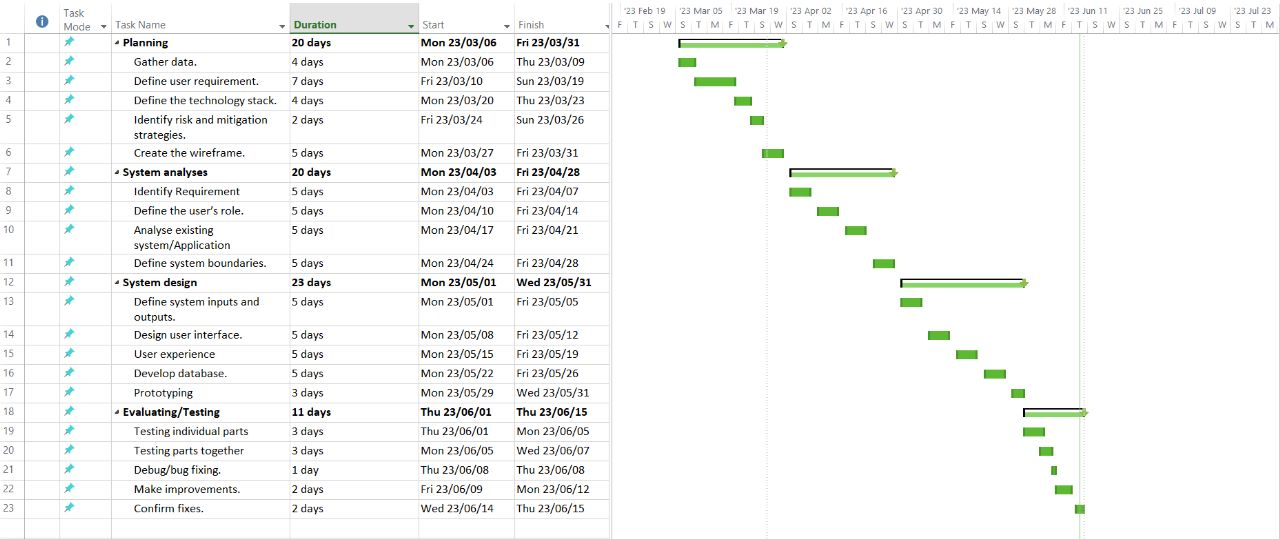 Task Mode Task Name Duration Start Finish
'23 Feb 19 '23 Mar 05 '23 Mar 19 '23 Apr 02 '23 Apr 16 '23 Apr 30 '23 May 14 '23 May 28 '23 Jun 11 '23 Jun 25 '23 Jul 09 '23 Jul 23
F T S W S T M F T S W S T M F T S W S T M F T S W S T M F T S W S T M F T S W S T M
1 Planning 20 days Mon 23/03/06 Fri 23/03/31
2 Gather data. 4 days Mon 23/03/06 Thu 23/03/09
3 Define user requirement. 7 days Fri 23/03/10 Sun 23/03/19
4 Define the technology stack. 4 days Mon 23/03/20 Thu 23/03/23
5 Identify risk and mitigation strategies. 2 days Fri 23/03/24 Sun 23/03/26
6 Create the wireframe. 5 days Mon 23/03/27 Fri 23/03/31
7 System analyses 20 days Mon 23/04/03 Fri 23/04/28
8 Identify Requirement 5 days Mon 23/04/03 Fri 23/04/07
9 Define the user's role. 5 days Mon 23/04/10 Fri 23/04/14
10 Analyse existing system/Application 5 days Mon 23/04/17 Fri 23/04/21
11 Define system boundaries. 5 days Mon 23/04/24 Fri 23/04/28
12 System design 23 days Mon 23/05/01 Wed 23/05/31
13 Define system inputs and outputs. 5 days Mon 23/05/01 Fri 23/05/05
14 Design user interface. 5 days Mon 23/05/08 Fri 23/05/12
15 User experience 5 days Mon 23/05/15 Fri 23/05/19
16 Develop database. 5 days Mon 23/05/22 Fri 23/05/26
17 Prototyping 3 days Mon 23/05/29 Wed 23/05/31
18 Evaluating/Testing 11 days Thu 23/06/01 Thu 23/06/15
19 Testing individual parts 3 days Thu 23/06/01 Mon 23/06/05
20 Testing parts together 3 days Mon 23/06/05 Wed 23/06/07
21 Debug/bug fixing. 1 day Thu 23/06/08 Thu 23/06/08
22 Make improvements. 2 days Fri 23/06/09 Mon 23/06/12
23 Confirm fixes. 2 days Wed 23/06/14 Thu 23/06/15